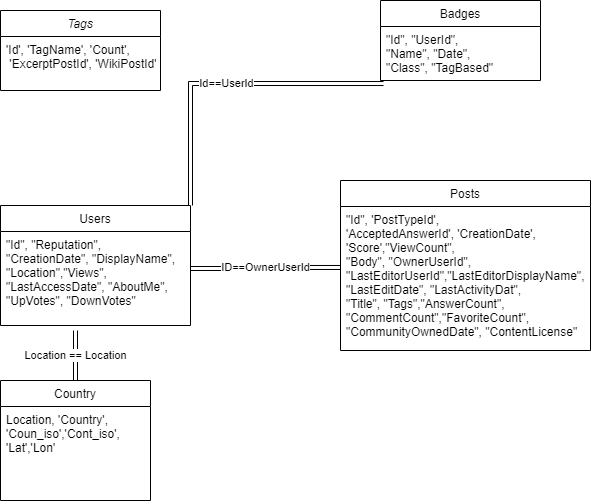 Tags
'Id', 'TagName', 'Count',
'ExcerptPostId', 'WikiPostId'
Badges
"Id", "UserId",
"Name", "Date",
"Class", "TagBased"
Id==UserId
Users
"Id", "Reputation",
"CreationDate", "DisplayName",
"Location","Views",
"LastAccessDate", "AboutMe",
"UpVotes", "DownVotes"
ID==OwnerUserId
Posts
"Id", 'PostTypeId',
'AcceptedAnswerId', 'CreationDate',
'Score',"ViewCount",
"Body", "OwnerUserId",
"LastEditorUserId","LastEditorDisplayName",
"LastEditDate", "LastActivityDat",
"Title", "Tags","AnswerCount",
"CommentCount","FavoriteCount",
"CommunityOwnedDate", "ContentLicense"
Location == Location
Country
Location, 'Country',
'Coun_iso','Cont_iso',
'Lat','Lon'